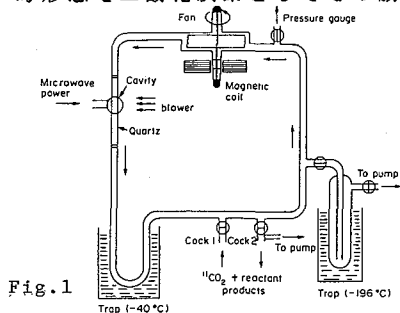 Fan
Pressure gauge
Microwave
power
Cavity
blower
Magnetic
coil
Quartz
To pump
Cock 1
Cock 2
To pump
¹¹CO₂ + reactant
products
Fig.1
Trap (-40 °C)
Trap (-196 °C)